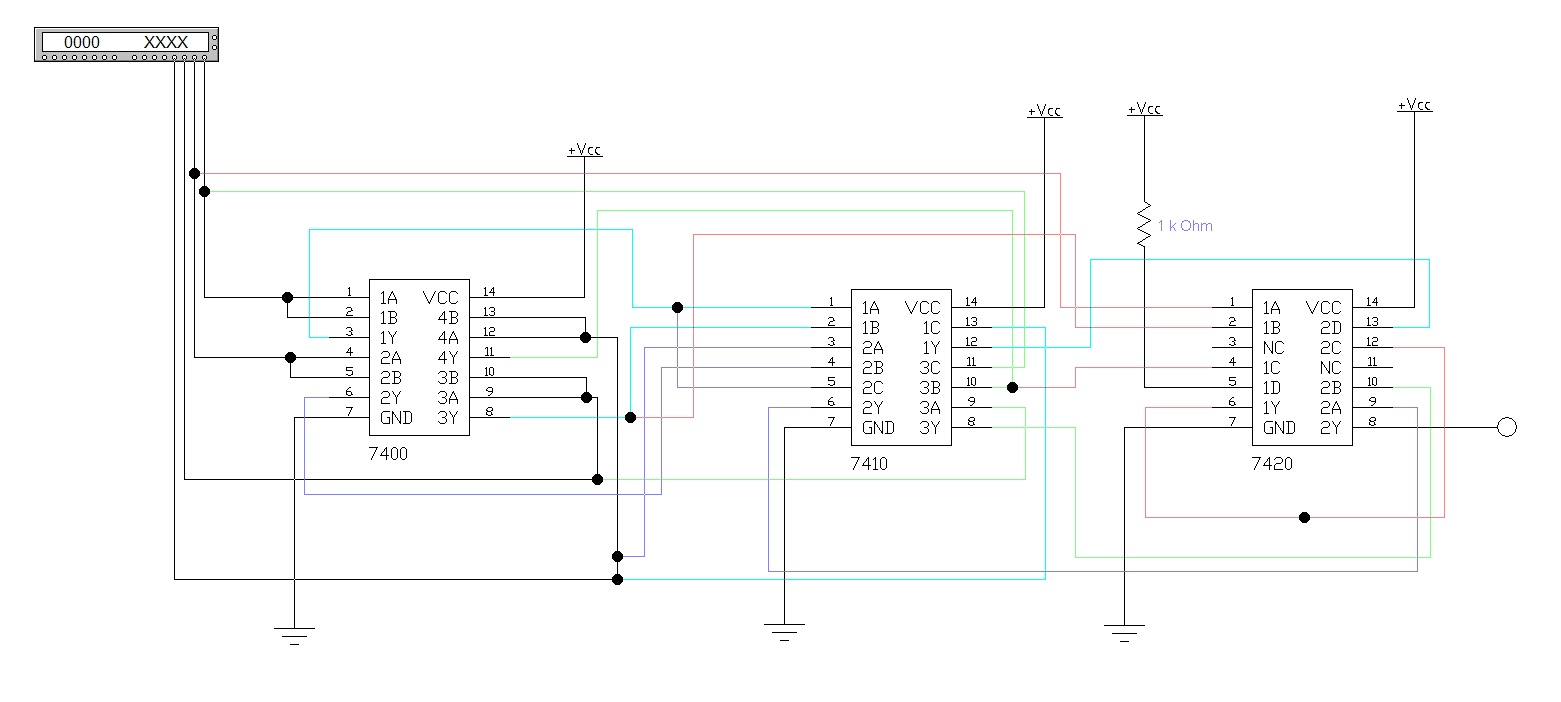 0000 XXXX
+Vcc
+Vcc
+Vcc
+Vcc
1 k Ohm
1 1A VCC 14
2 1B 4B 13
3 1Y 4A 12
4 2A 4Y 11
5 2B 3B 10
6 2Y 3A 9
7 GND 3Y 8
7400
1 1A VCC 14
2 1B 1C 13
3 2A 1Y 12
4 2B 3C 11
5 2C 3B 10
6 2Y 3A 9
7 GND 3Y 8
7410
1 1A VCC 14
2 1B 2D 13
3 NC 2C 12
4 1C NC 11
5 1D 2B 10
6 1Y 2A 9
7 GND 2Y 8
7420